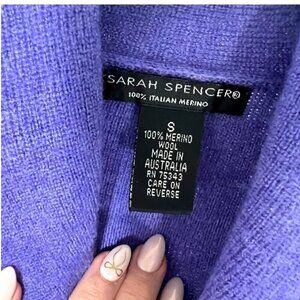 SARAH SPENCER®
100% ITALIAN MERINO
S
100% MERINO
WOOL
MADE IN
AUSTRALIA
RN 75343
CARE ON
REVERSE